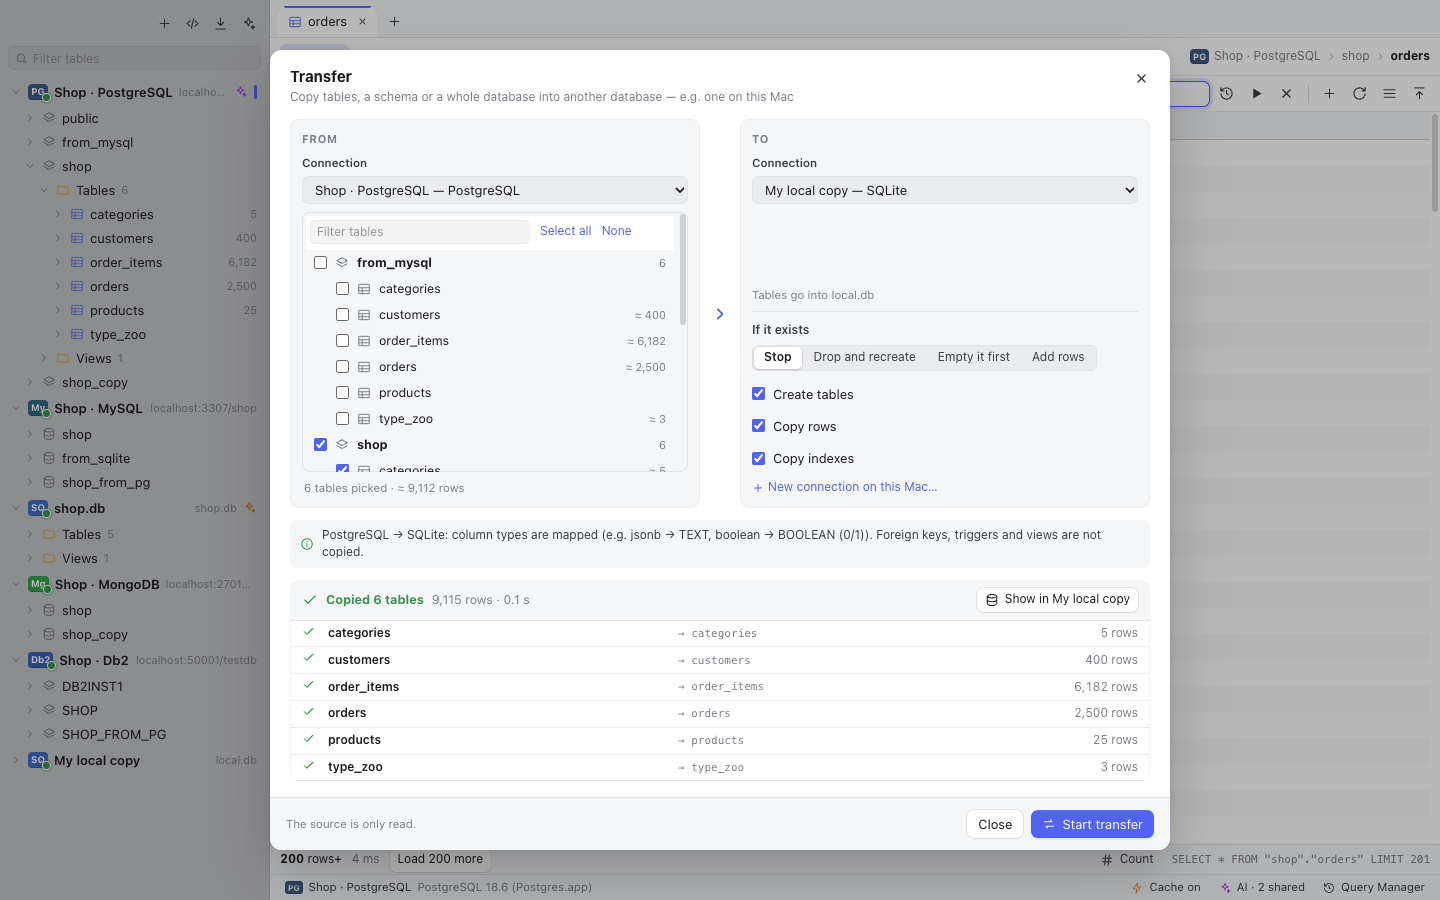 orders
Filter tables
PG Shop · PostgreSQL localho...
public
from_mysql
shop
Tables 6
categories 5
customers 400
order_items 6,182
orders 2,500
products 25
type_zoo
Views 1
shop_copy
My Shop · MySQL localhost:3307/shop
shop
from_sqlite
shop_from_pg
SQ shop.db shop.db
Tables 5
Views 1
Mg Shop · MongoDB localhost:2701...
shop
shop_copy
Db2 Shop · Db2 localhost:50001/testdb
DB2INST1
SHOP
SHOP_FROM_PG
SQ My local copy local.db
PG Shop · PostgreSQL > shop > orders
Transfer
Copy tables, a schema or a whole database into another database — e.g. one on this Mac
FROM
Connection
Shop · PostgreSQL — PostgreSQL
Filter tables Select all None
from_mysql 6
categories
customers ≈ 400
order_items ≈ 6,182
orders ≈ 2,500
products
type_zoo ≈ 3
shop 6
categories ≈ 5
6 tables picked · ≈ 9,112 rows
TO
Connection
My local copy — SQLite
Tables go into local.db
If it exists
Stop Drop and recreate Empty it first Add rows
Create tables
Copy rows
Copy indexes
+ New connection on this Mac...
PostgreSQL → SQLite: column types are mapped (e.g. jsonb → TEXT, boolean → BOOLEAN (0/1)). Foreign keys, triggers and views are not
copied.
Copied 6 tables 9,115 rows · 0.1 s Show in My local copy
categories → categories 5 rows
customers → customers 400 rows
order_items → order_items 6,182 rows
orders → orders 2,500 rows
products → products 25 rows
type_zoo → type_zoo 3 rows
The source is only read. Close Start transfer
200 rows+ 4 ms Load 200 more # Count SELECT * FROM "shop"."orders" LIMIT 201
PG Shop · PostgreSQL PostgreSQL 18.6 (Postgres.app) Cache on AI · 2 shared Query Manager